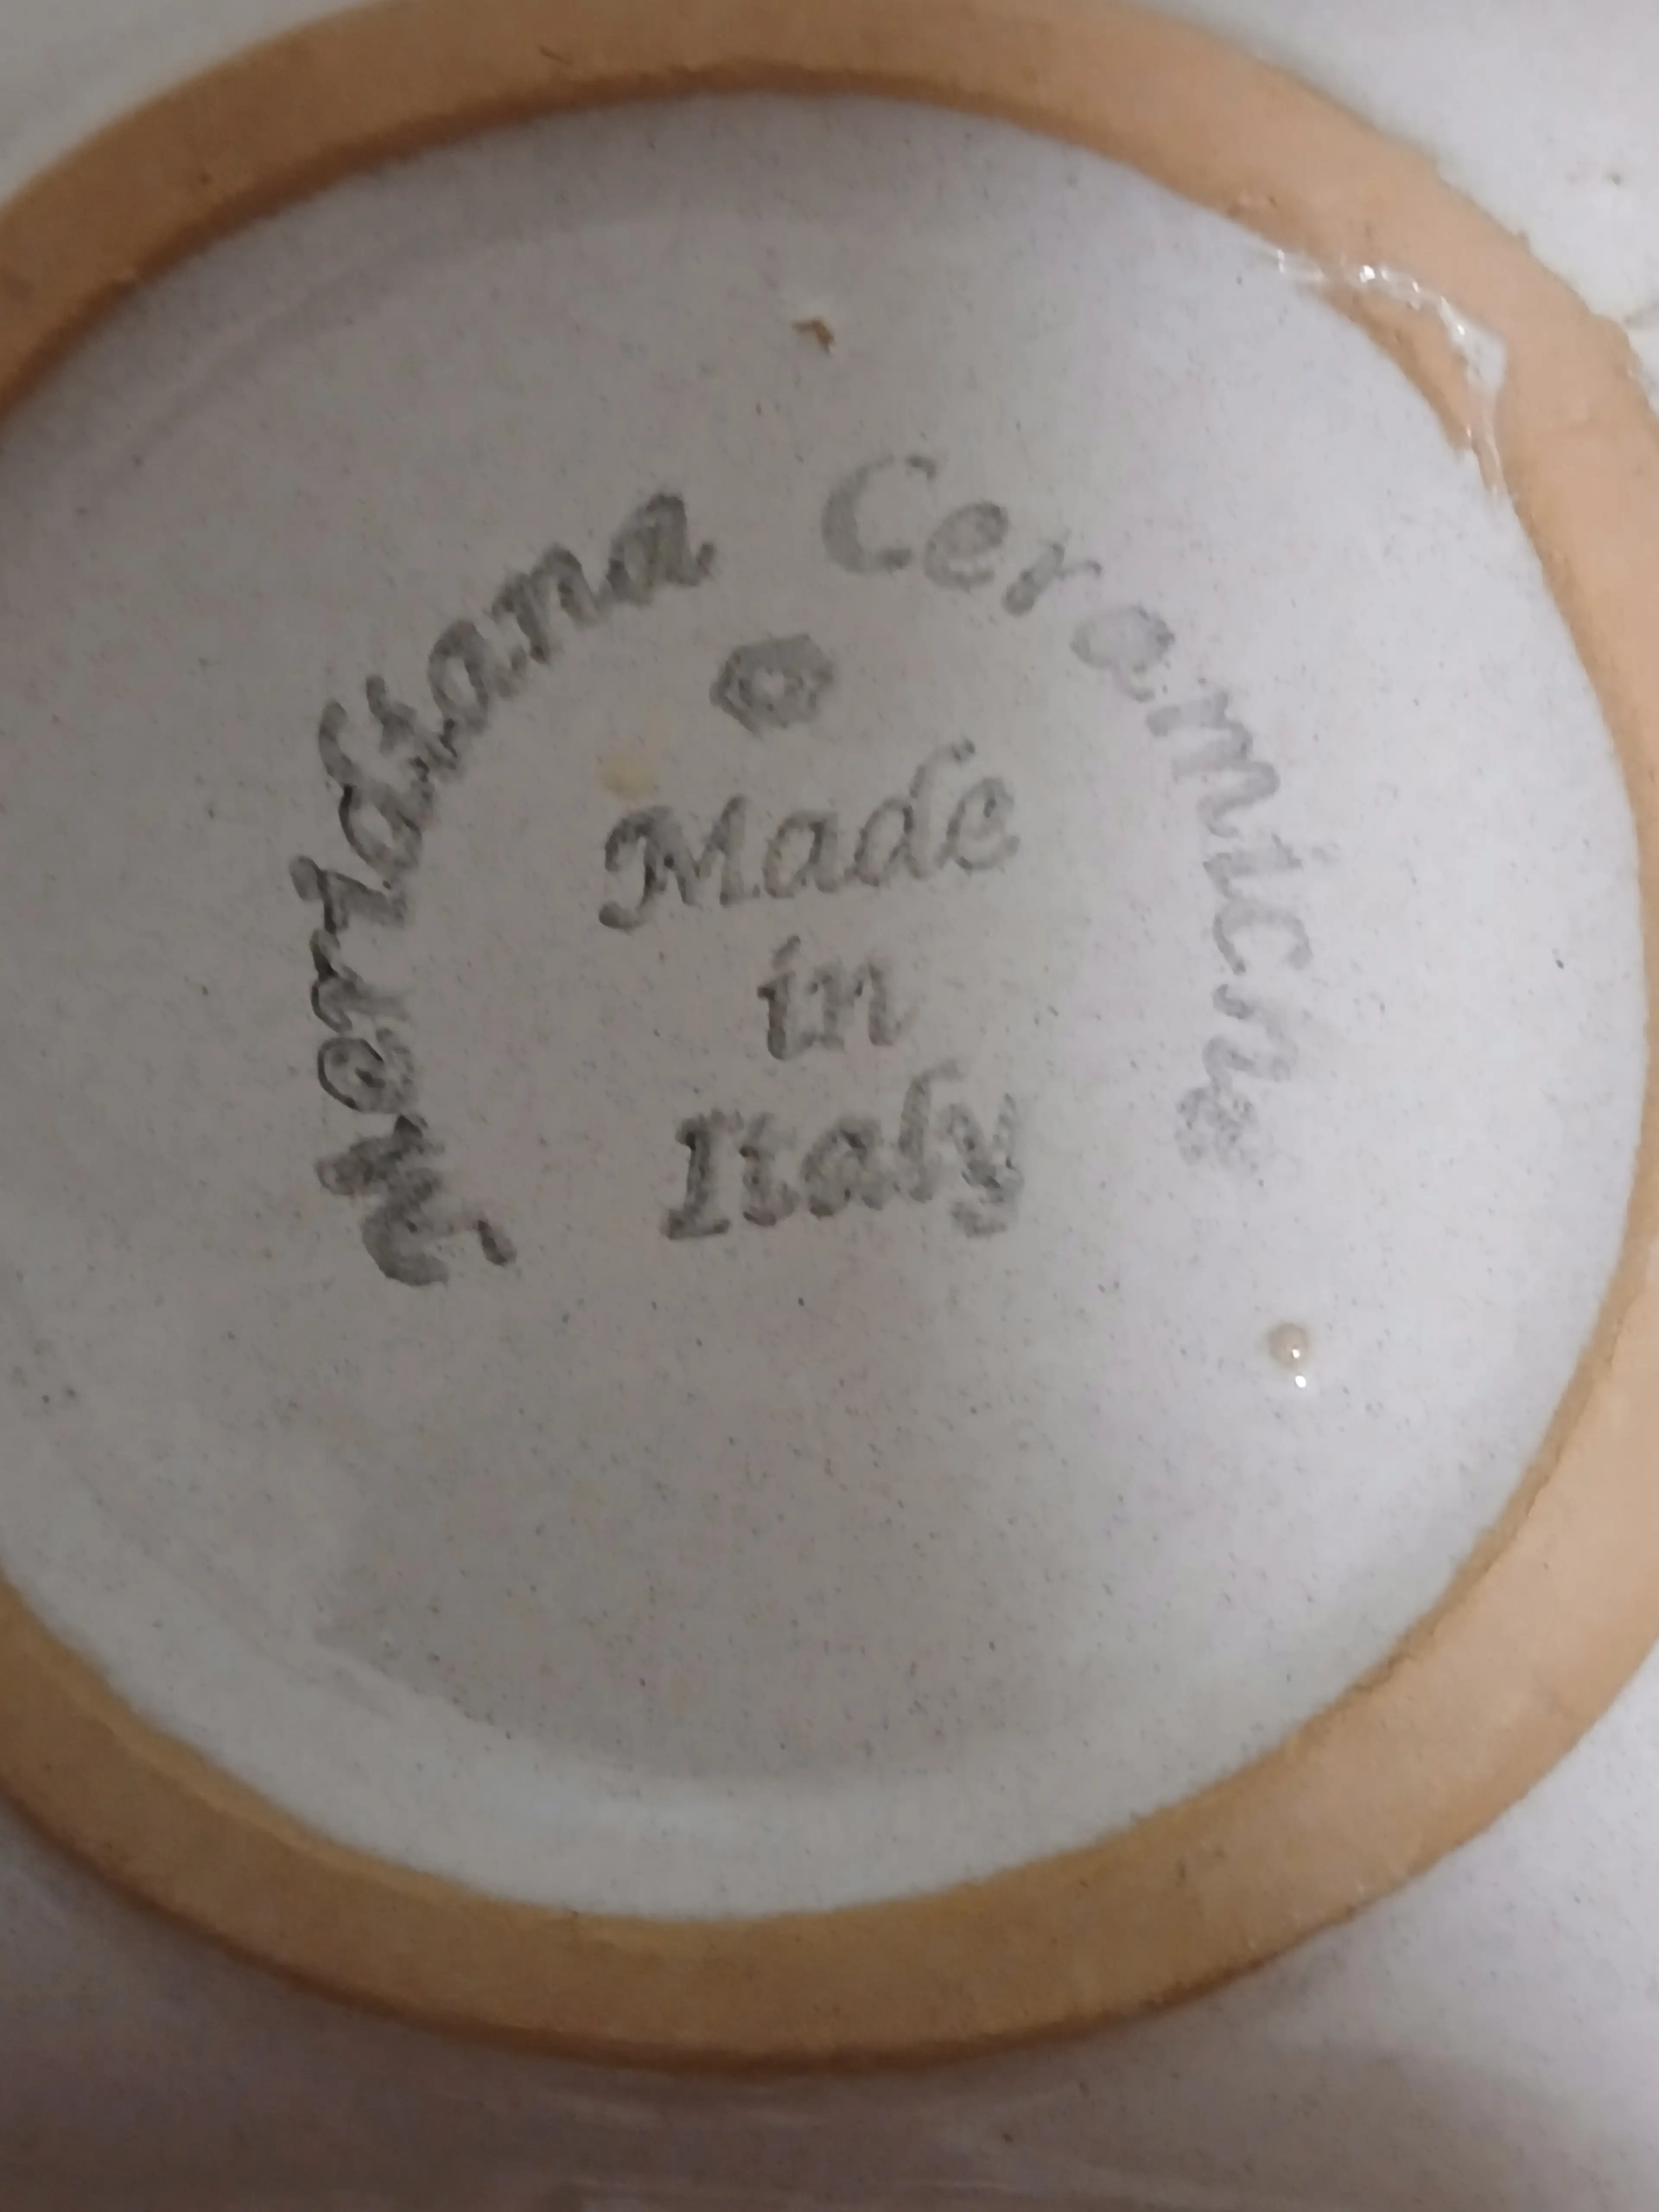 Meridiana Ceramiche
Made
in
Italy